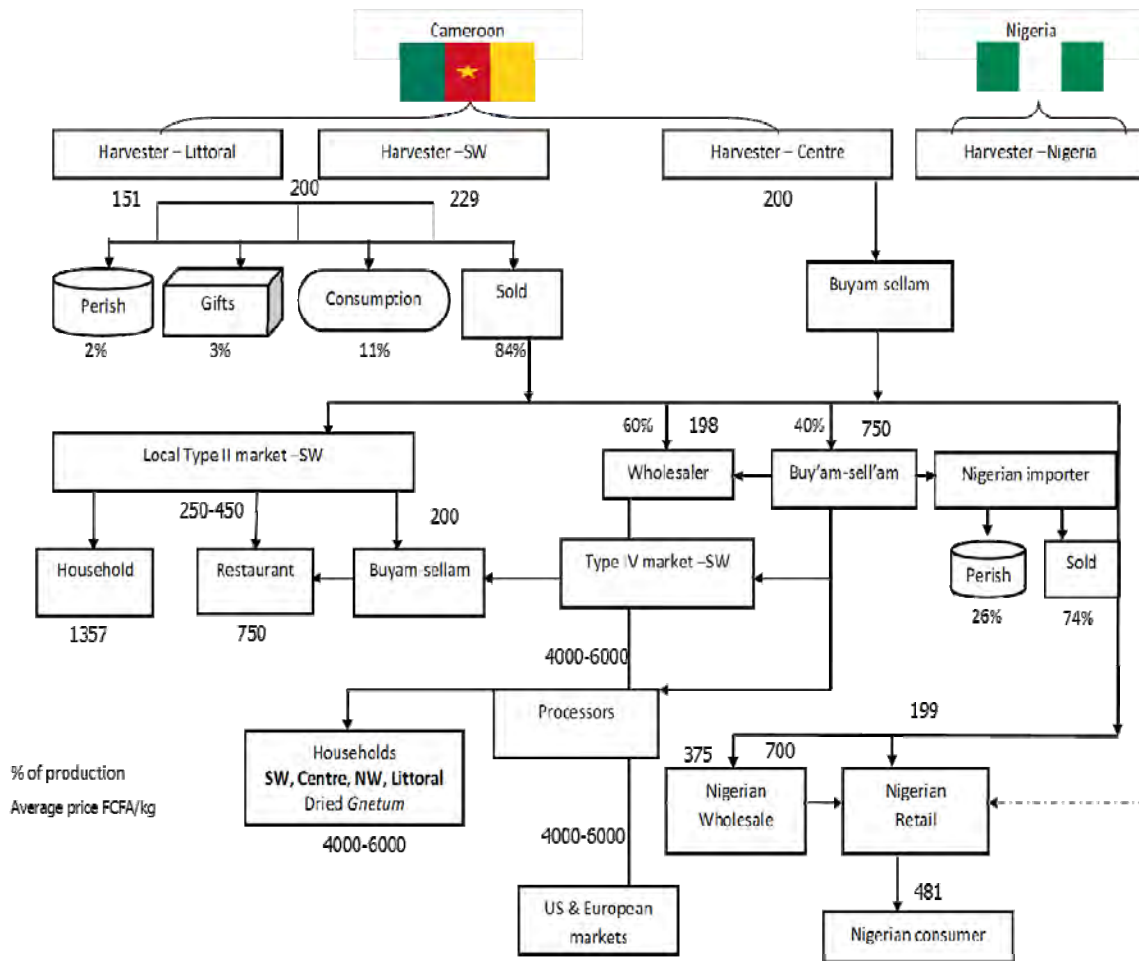 Cameroon
Nigeria
Harvester – Littoral
Harvester –SW
Harvester – Centre
Harvester –Nigeria
151
200
229
200
Perish
Gifts
Consumption
Sold
Buyam-sellam
2%
3%
11%
84%
60%
198
40%
750
Local Type II market –SW
Wholesaler
Buy'am-sell'am
Nigerian importer
250-450
200
Household
Restaurant
Buyam-sellam
Type IV market –SW
Perish
Sold
1357
750
26%
74%
4000-6000
Processors
199
Households
SW, Centre, NW, Littoral
Dried Gnetum
4000-6000
375
700
% of production
Average price FCFA/kg
Nigerian
Wholesale
Nigerian
Retail
4000-6000
481
US & European
markets
Nigerian consumer